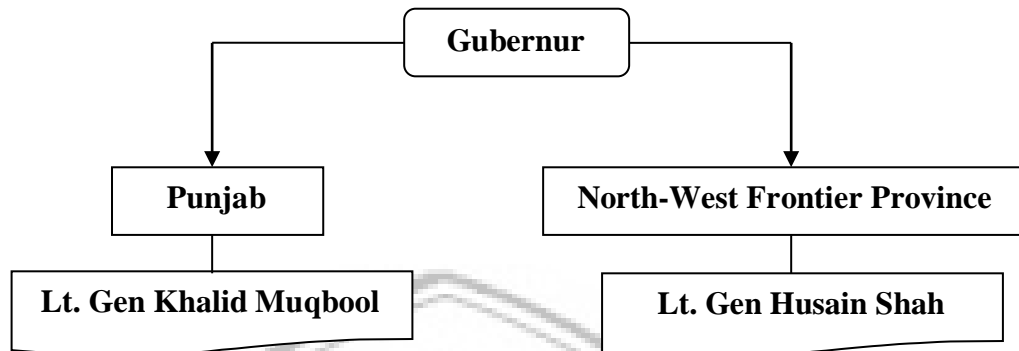 Gubernur
Punjab
North-West Frontier Province
Lt. Gen Khalid Muqbool
Lt. Gen Husain Shah